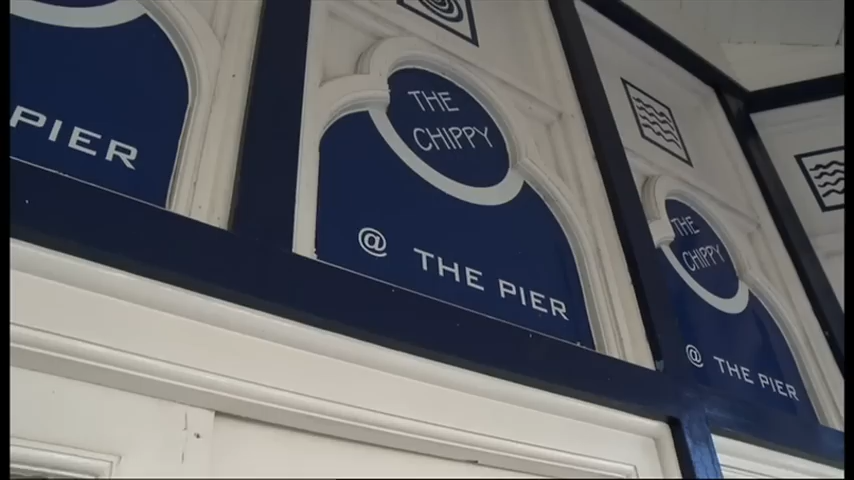 PIER
THE
CHIPPY
@ THE PIER
THE
CHIPPY
@ THE PIER